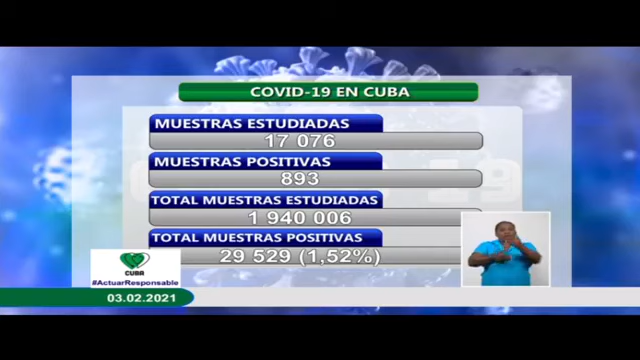 COVID-19 EN CUBA
MUESTRAS ESTUDIADAS
17 076
MUESTRAS POSITIVAS
893
TOTAL MUESTRAS ESTUDIADAS
1 940 006
TOTAL MUESTRAS POSITIVAS
29 529 (1,52%)
CUBA
#ActuarResponsable
03.02.2021